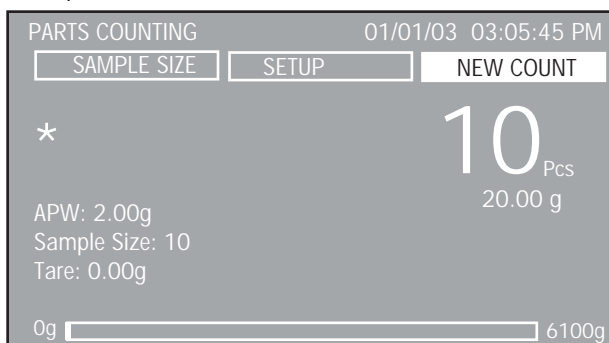 PARTS COUNTING 01/01/03 03:05:45 PM
SAMPLE SIZE SETUP NEW COUNT
* 10 Pcs
20.00 g
APW: 2.00g
Sample Size: 10
Tare: 0.00g
0g 6100g